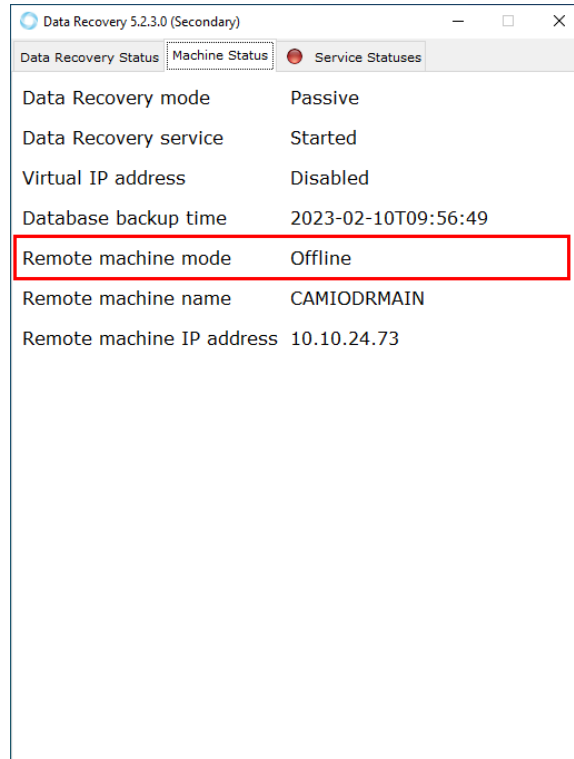 Data Recovery 5.2.3.0 (Secondary)
Data Recovery Status Machine Status Service Statuses
Data Recovery mode Passive
Data Recovery service Started
Virtual IP address Disabled
Database backup time 2023-02-10T09:56:49
Remote machine mode Offline
Remote machine name CAMIODRMAIN
Remote machine IP address 10.10.24.73